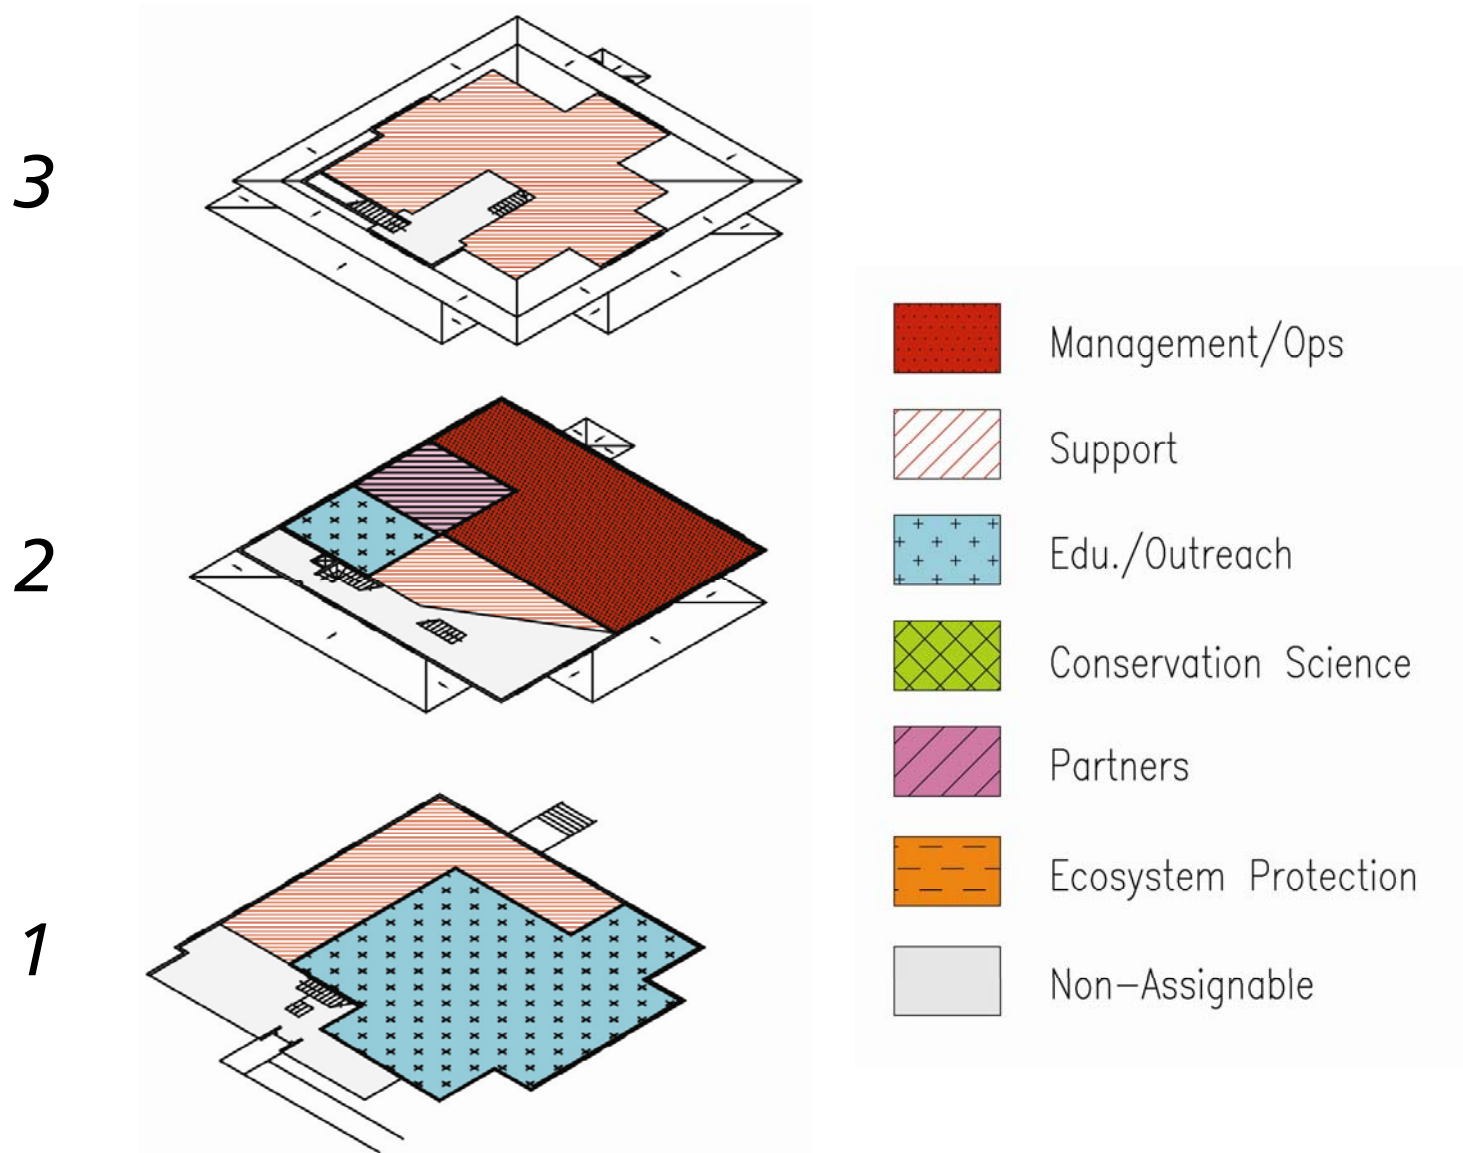 3
2
1
Management/Ops
Support
Edu./Outreach
Conservation Science
Partners
Ecosystem Protection
Non-Assignable